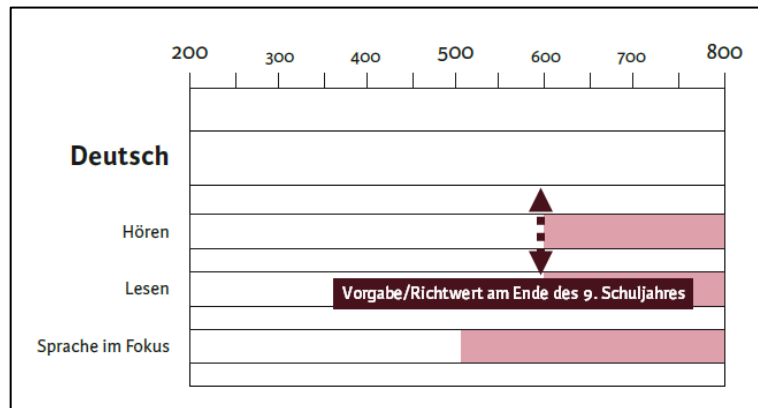 200 300 400 500 600 700 800
Deutsch
Hören
Lesen
Vorgabe/Richtwert am Ende des 9. Schuljahres
Sprache im Fokus